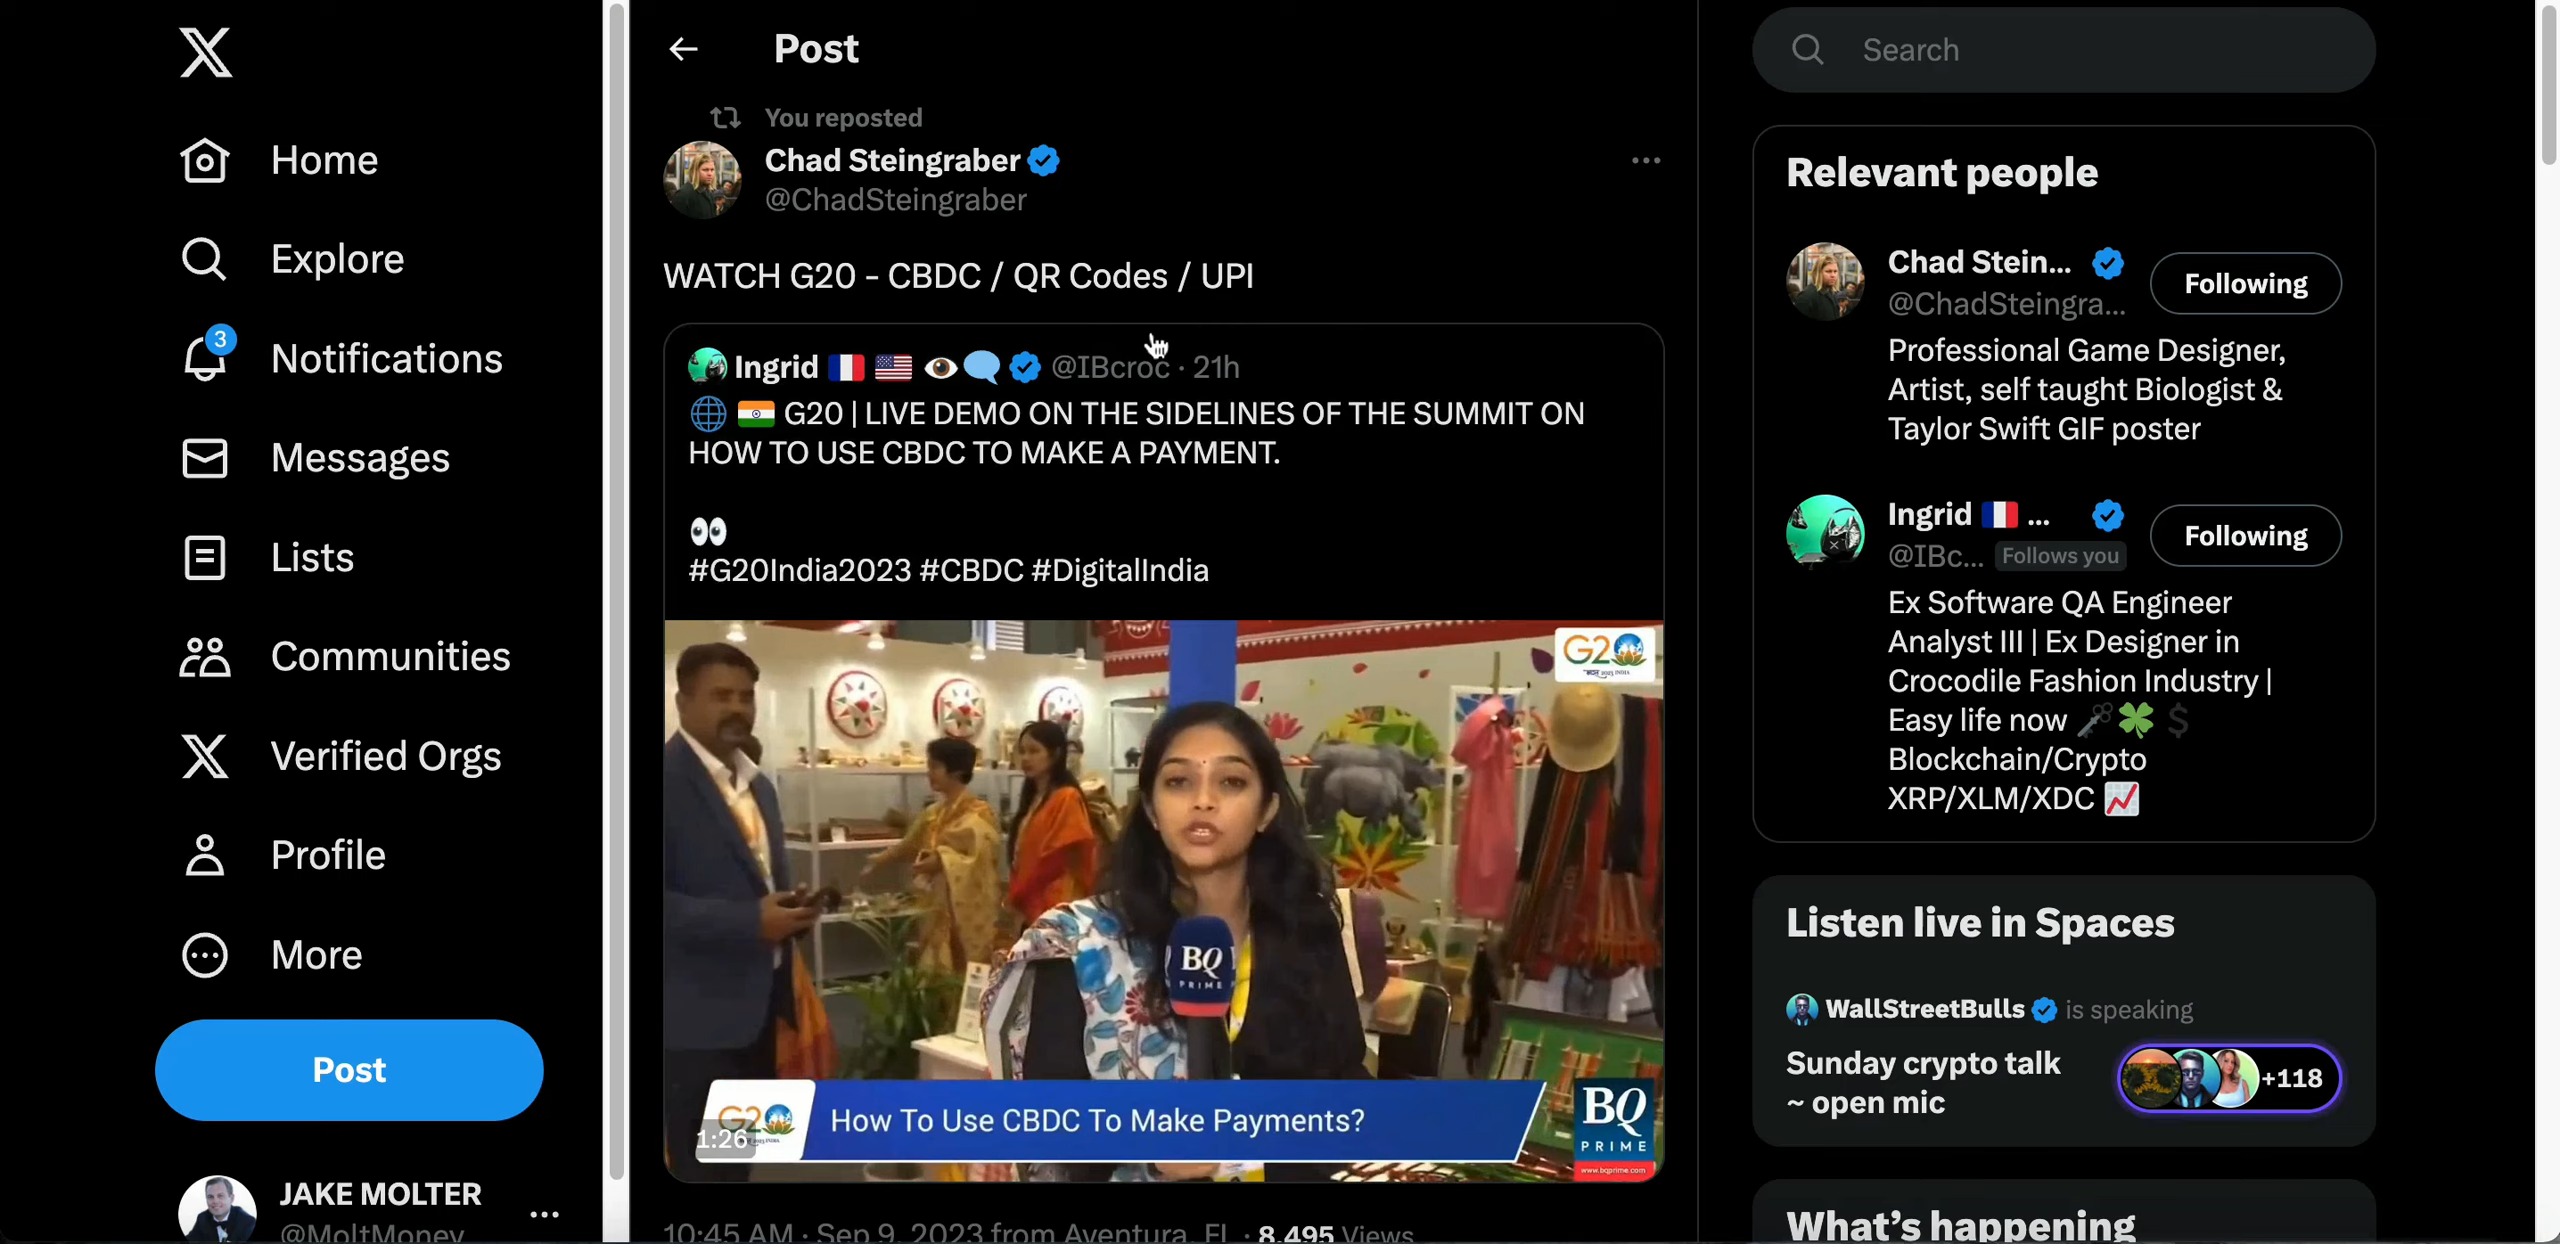 Home
Explore
3
Notifications
Messages
Lists
Communities
Verified Orgs
Profile
More
Post
JAKE MOLTER
@MoltMoney
Post
You reposted
Chad Steingraber
@ChadSteingraber
WATCH G20 - CBDC / QR Codes / UPI
Ingrid @IBcroc · 21h
G20 | LIVE DEMO ON THE SIDELINES OF THE SUMMIT ON
HOW TO USE CBDC TO MAKE A PAYMENT.
#G20India2023 #CBDC #DigitalIndia
G20
BQ
PRIME
G20
How To Use CBDC To Make Payments?
1:26
BQ
PRIME
www.bqprime.com
10:45 AM · Sep 9, 2023 from Aventura, FL · 8,495 Views
Search
Relevant people
Chad Stein...
@ChadSteingra...
Following
Professional Game Designer,
Artist, self taught Biologist &
Taylor Swift GIF poster
Ingrid ...
@IBc... Follows you
Following
Ex Software QA Engineer
Analyst III | Ex Designer in
Crocodile Fashion Industry |
Easy life now
Blockchain/Crypto
XRP/XLM/XDC
Listen live in Spaces
WallStreetBulls is speaking
Sunday crypto talk
~ open mic
+118
What's happening